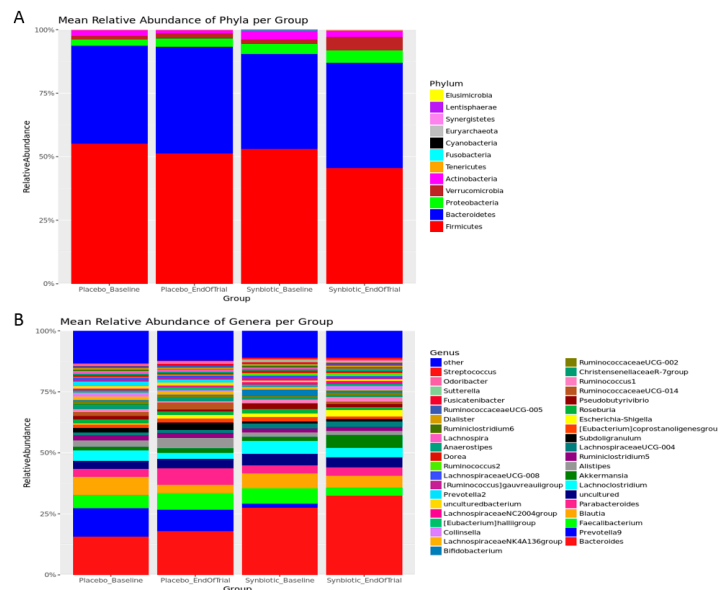 A
Mean Relative Abundance of Phyla per Group
100%
75%
50%
25%
0%
RelativeAbundance
Placebo_Baseline
Placebo_EndOfTrial
Synbiotic_Baseline
Synbiotic_EndOfTrial
Group
Phylum
Elusimicrobia
Lentisphaerae
Synergistetes
Euryarchaeota
Cyanobacteria
Fusobacteria
Tenericutes
Actinobacteria
Verrucomicrobia
Proteobacteria
Bacteroidetes
Firmicutes
B
Mean Relative Abundance of Genera per Group
100%
75%
50%
25%
0%
RelativeAbundance
Placebo_Baseline
Placebo_EndOfTrial
Synbiotic_Baseline
Synbiotic_EndOfTrial
Group
Genus
other
Streptococcus
Odoribacter
Sutterella
Fusicatenibacter
RuminococcaceaeUCG-005
Dialister
Ruminiclostridium6
Lachnospira
Anaerostipes
Dorea
Ruminococcus2
LachnospiraceaeUCG-008
[Ruminococcus]gauvreauiigroup
Prevotella2
unculturedbacterium
LachnospiraceaeNC2004group
[Eubacterium]halliigroup
Collinsella
LachnospiraceaeNK4A136group
Bifidobacterium
RuminococcaceaeUCG-002
ChristensenellaceaeR-7group
Ruminococcus1
RuminococcaceaeUCG-014
Pseudobutyrivibrio
Roseburia
Escherichia-Shigella
[Eubacterium]coprostanoligenesgrou
Subdoligranulum
LachnospiraceaeUCG-004
Ruminiclostridium5
Alistipes
Akkermansia
Lachnoclostridium
uncultured
Parabacteroides
Blautia
Faecalibacterium
Prevotella9
Bacteroides